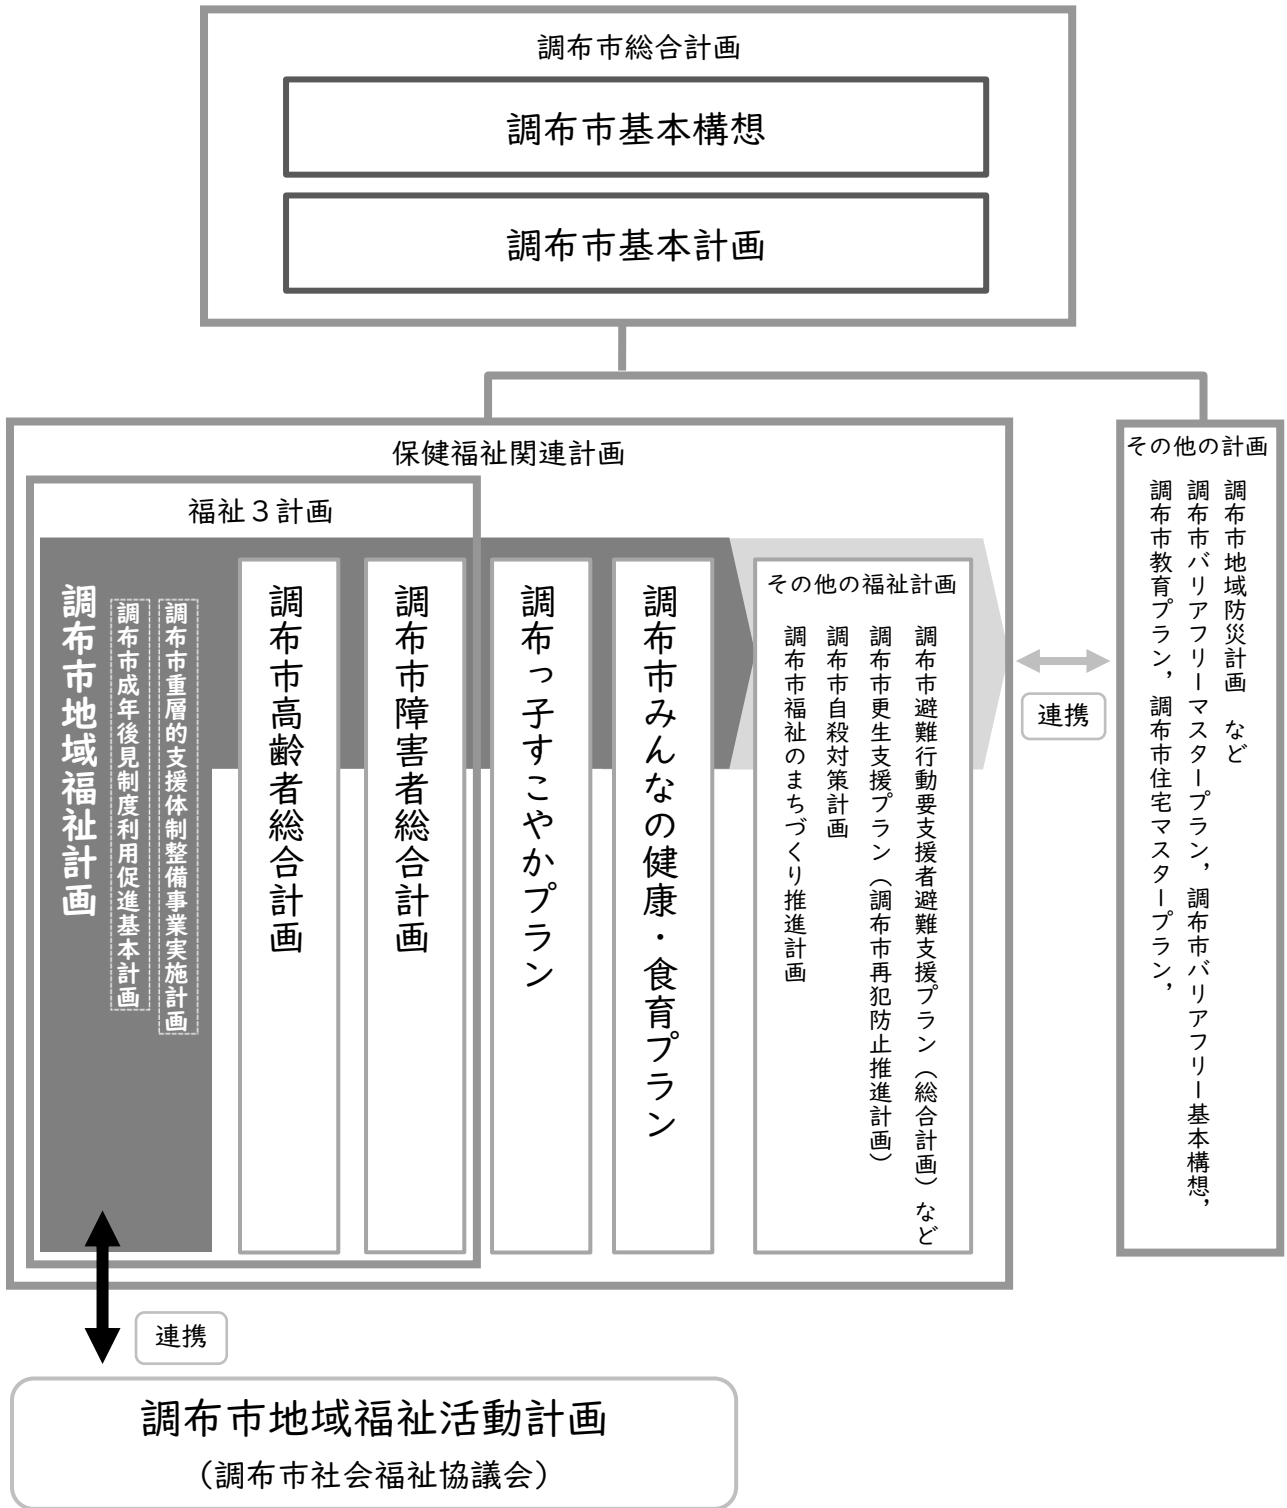 調布市総合計画
調布市基本構想
調布市基本計画
保健福祉関連計画
福祉3計画
調布市地域福祉計画
調布市成年後見制度利用促進基本計画
調布市重層的支援体制整備事業実施計画
調布市高齢者総合計画
調布市障害者総合計画
調布っ子すこやかプラン
調布市みんなの健康・食育プラン
その他の福祉計画
調布市避難行動要支援者避難支援プラン（総合計画）など
調布市更生支援プラン（調布市再犯防止推進計画）
調布市自殺対策計画
調布市福祉のまちづくり推進計画
連携
その他の計画
調布市教育プラン，調布市住宅マスタープラン，
調布市バリアフリーマスタープラン，調布市バリアフリー基本構想，
調布市地域防災計画 など
連携
調布市地域福祉活動計画
（調布市社会福祉協議会）